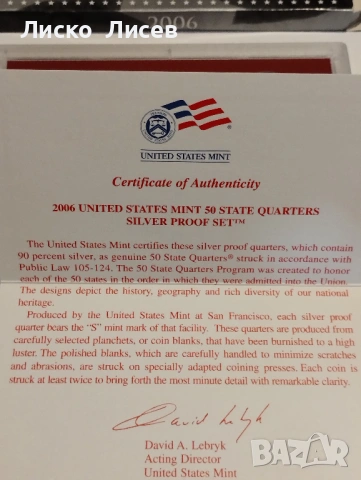 Лиско Лисев
2006
UNITED STATES MINT
Certificate of Authenticity
2006 UNITED STATES MINT 50 STATE QUARTERS
SILVER PROOF SET™
The United States Mint certifies these silver proof quarters, which contain
90 percent silver, as genuine 50 State Quarters® struck in accordance with
Public Law 105-124. The 50 State Quarters Program was created to honor
each of the 50 states in the order in which they were admitted into the Union.
The designs depict the history, geography and rich diversity of our national
heritage.
Produced by the United States Mint at San Francisco, each silver proof
quarter bears the “S” mint mark of that facility. These quarters are produced from
carefully selected planchets, or coin blanks, that have been burnished to a high
luster. The polished blanks, which are carefully handled to minimize scratches
and abrasions, are struck on specially adapted coining presses. Each coin is
struck at least twice to bring forth the most minute detail with remarkable clarity.
David Lebryk
David A. Lebryk
Acting Director
United States Mint
BAZAR
bg